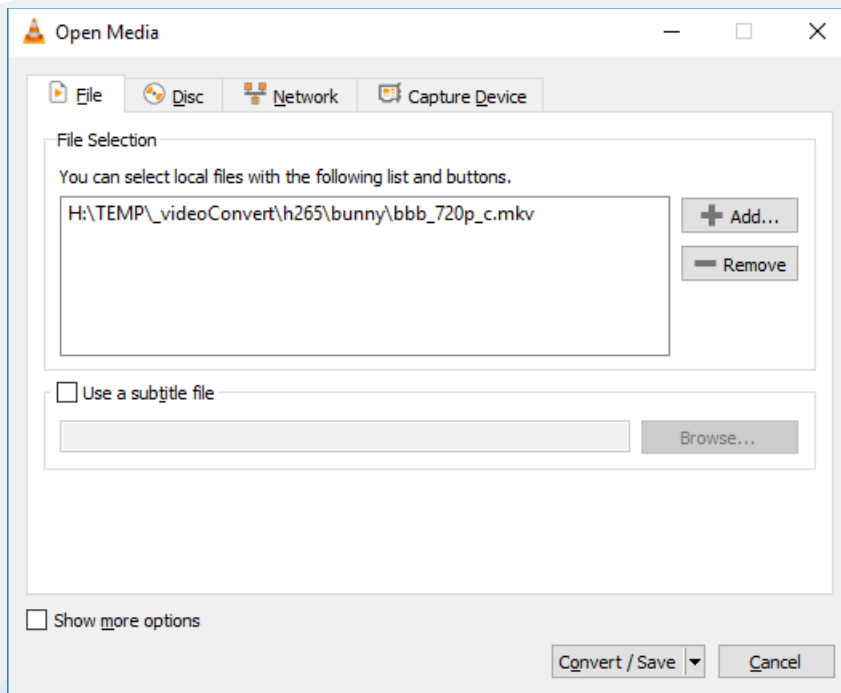 Open Media
File Disc Network Capture Device
File Selection
You can select local files with the following list and buttons.
H:\TEMP\_videoConvert\h265\bunny\bbb_720p_c.mkv
Add...
Remove
Use a subtitle file
Browse...
Show more options
Convert / Save Cancel